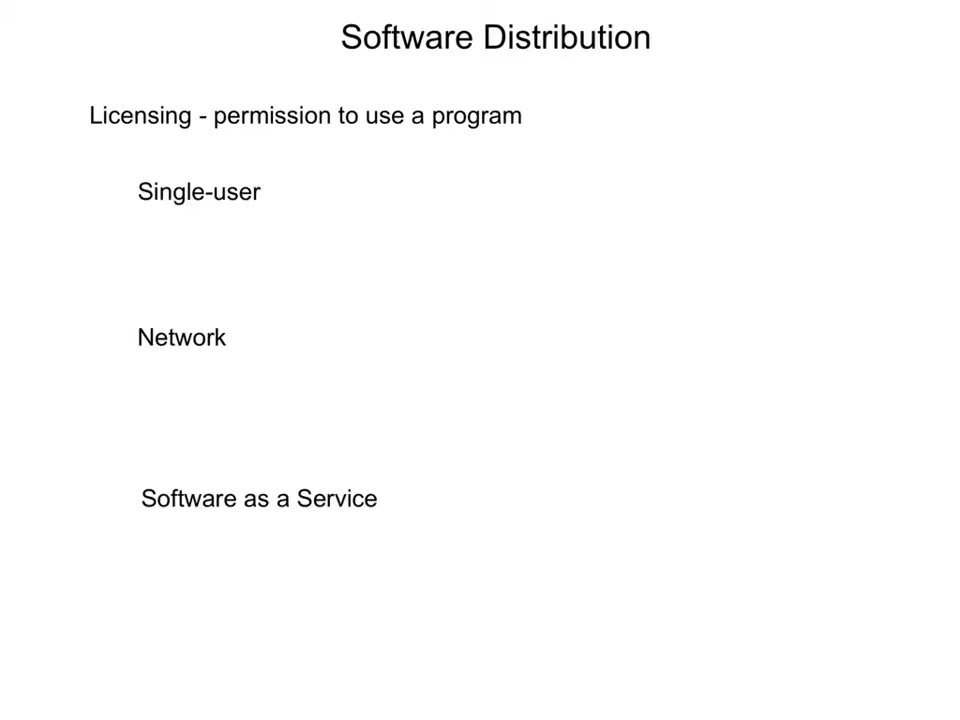 Software Distribution
Licensing - permission to use a program
Single-user
Network
Software as a Service